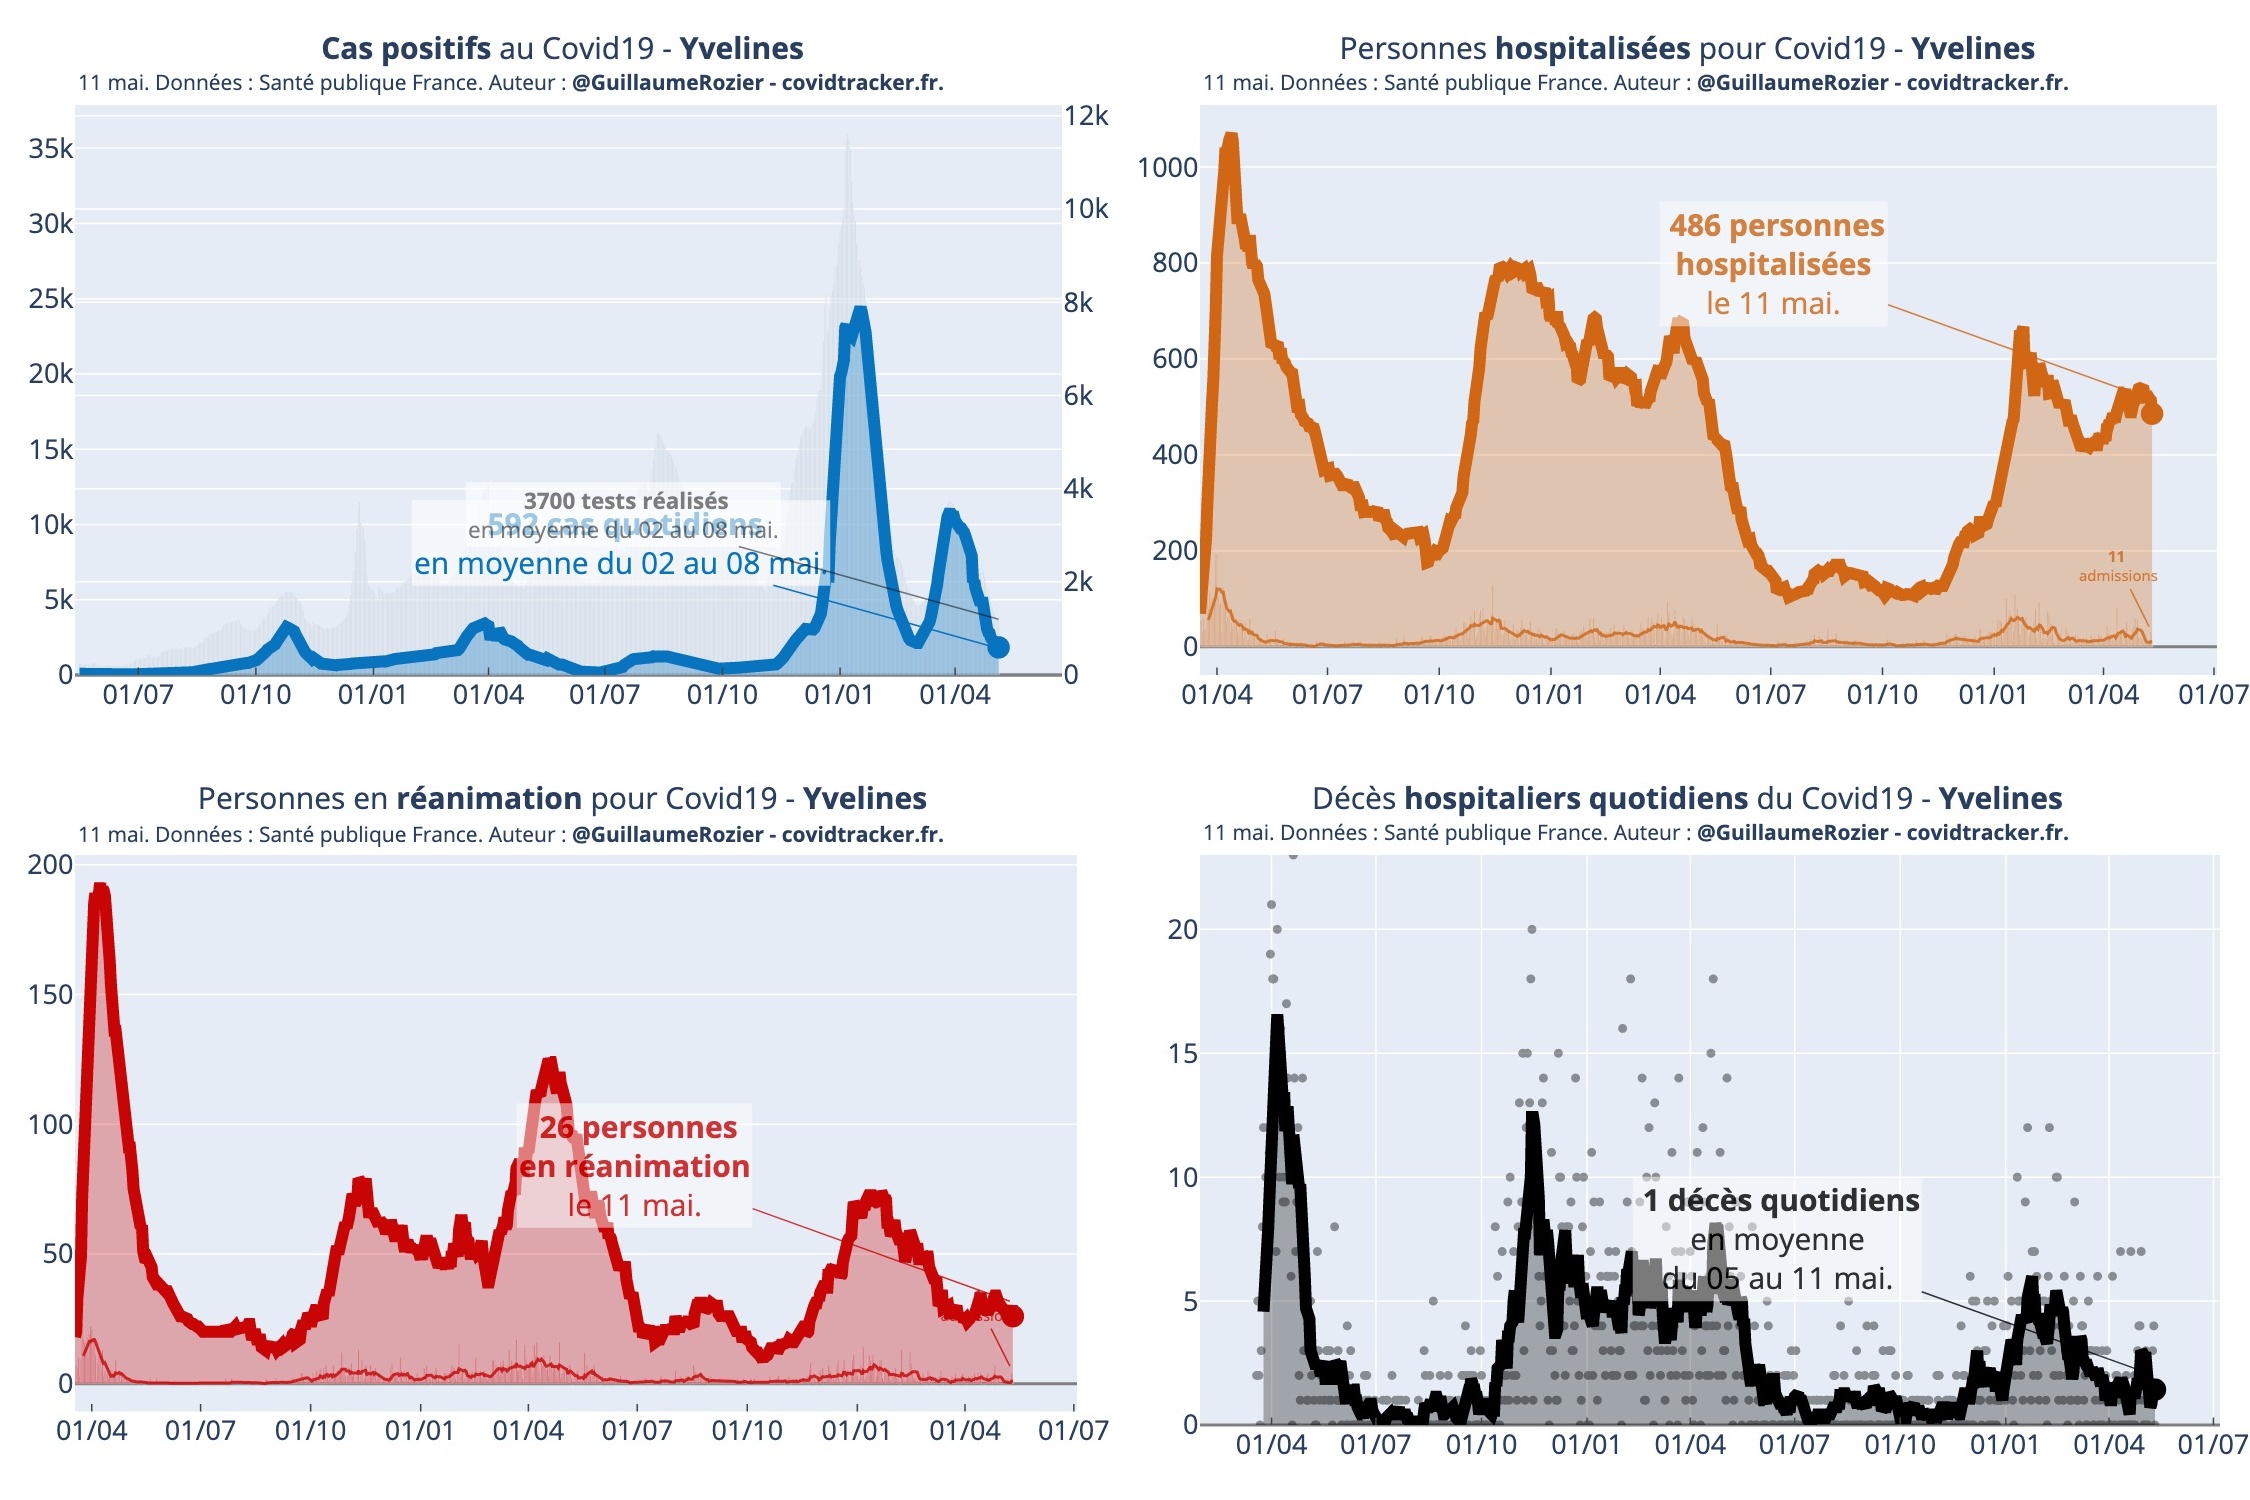 Cas positifs au Covid19 - Yvelines
11 mai. Données : Santé publique France. Auteur : @GuillaumeRozier - covidtracker.fr.
35k
30k
25k
20k
15k
10k
5k
0
12k
10k
8k
6k
4k
2k
0
3700 tests réalisés
en moyenne du 02 au 08 mai.
592 cas quotidiens
en moyenne du 02 au 08 mai.
01/07 01/10 01/01 01/04 01/07 01/10 01/01 01/04
Personnes hospitalisées pour Covid19 - Yvelines
11 mai. Données : Santé publique France. Auteur : @GuillaumeRozier - covidtracker.fr.
1000
800
600
400
200
0
486 personnes
hospitalisées
le 11 mai.
11
admissions
01/04 01/07 01/10 01/01 01/04 01/07 01/10 01/01 01/04 01/07
Personnes en réanimation pour Covid19 - Yvelines
11 mai. Données : Santé publique France. Auteur : @GuillaumeRozier - covidtracker.fr.
200
150
100
50
0
26 personnes
en réanimation
le 11 mai.
01/04 01/07 01/10 01/01 01/04 01/07 01/10 01/01 01/04 01/07
Décès hospitaliers quotidiens du Covid19 - Yvelines
11 mai. Données : Santé publique France. Auteur : @GuillaumeRozier - covidtracker.fr.
20
15
10
5
0
1 décès quotidiens
en moyenne
du 05 au 11 mai.
01/04 01/07 01/10 01/01 01/04 01/07 01/10 01/01 01/04 01/07